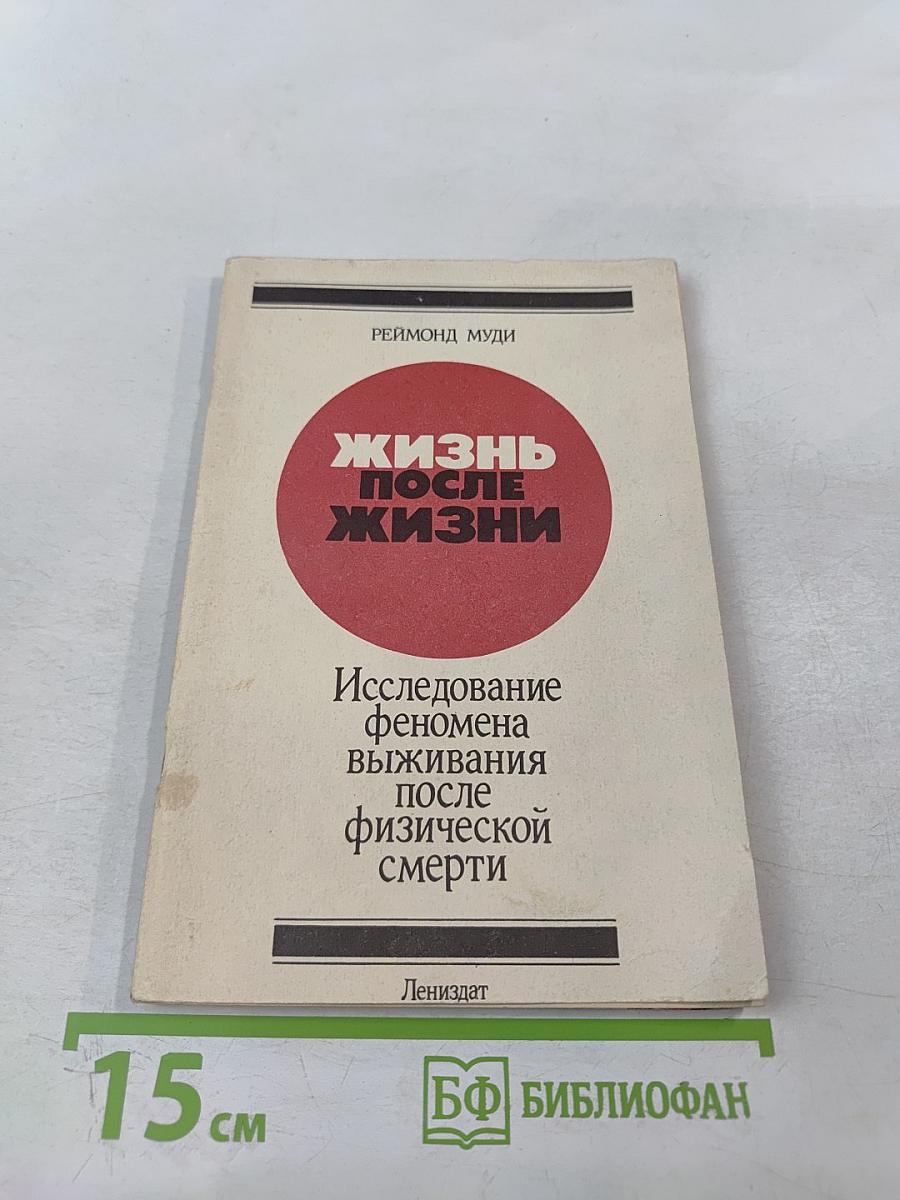 РЕЙМОНД МУДИ
ЖИЗНЬ
ПОСЛЕ
ЖИЗНИ
Исследование
феномена
выживания
после
физической
смерти
Лениздат
15 см
БФ БИБЛИОФАН